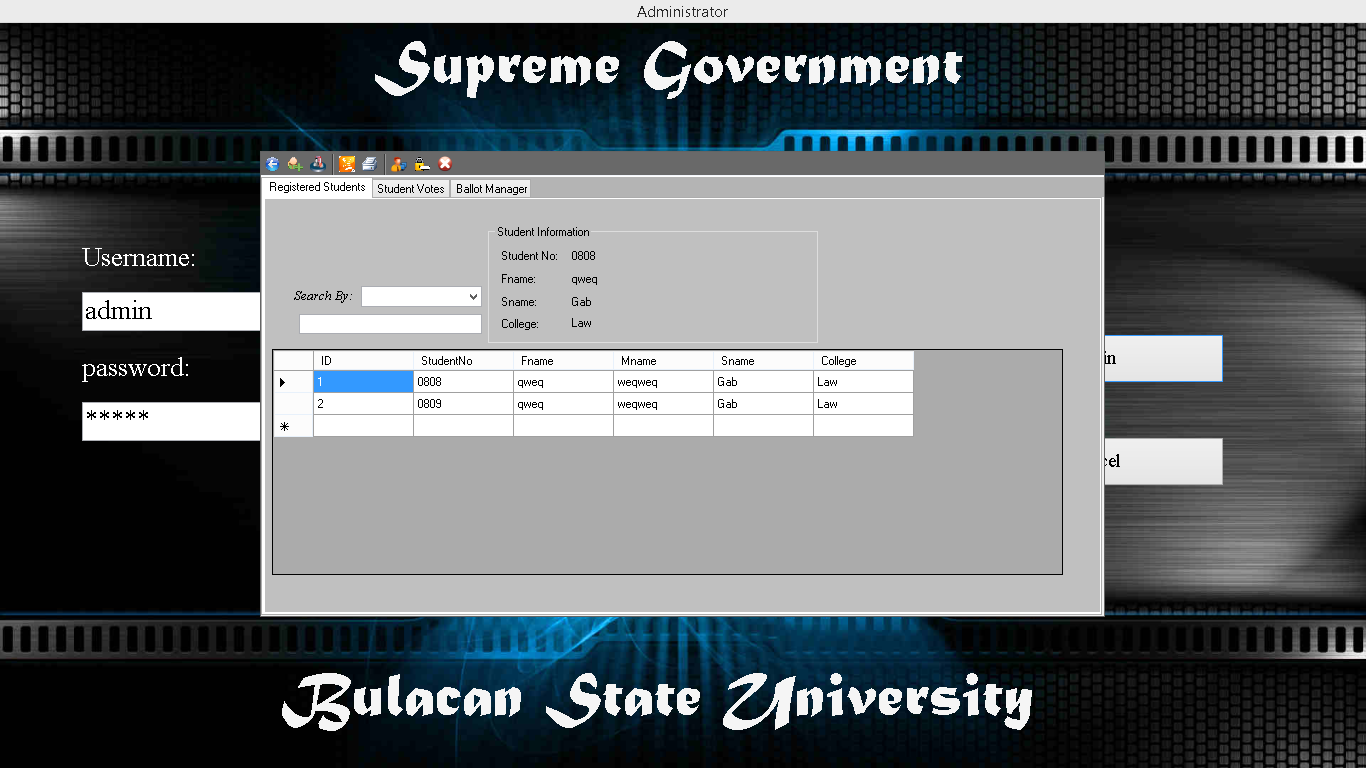 Administrator
Supreme Government
Registered Students Student Votes Ballot Manager
Username:
admin
password:
*****
Student Information
Student No: 0808
Fname: qweq
Sname: Gab
College: Law
Search By:
ID StudentNo Fname Mname Sname College
1 0808 qweq weqweq Gab Law
2 0809 qweq weqweq Gab Law
in
cel
Bulacan State University